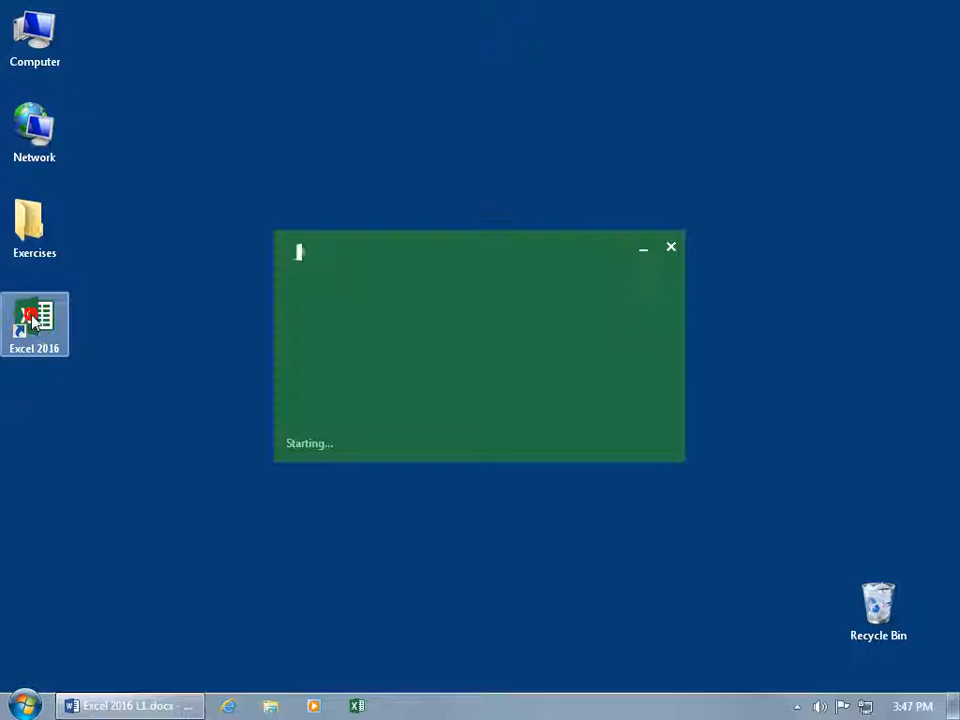 Computer
Network
Exercises
Excel 2016
Starting...
Recycle Bin
Excel 2016 L1.docx - ...
3:47 PM